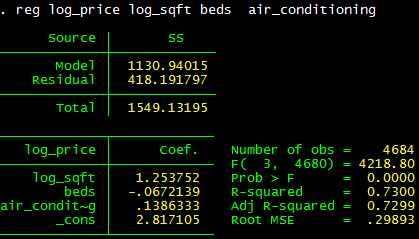 . reg log_price log_sqft beds air_conditioning
Source SS
Model 1130.94015
Residual 418.191797
Total 1549.13195
log_price Coef. Number of obs = 4684
F( 3, 4680) = 4218.80
log_sqft 1.253752 Prob > F = 0.0000
beds -.0672139 R-squared = 0.7300
air_condit~g .1386333 Adj R-squared = 0.7299
_cons 2.817105 Root MSE = .29893